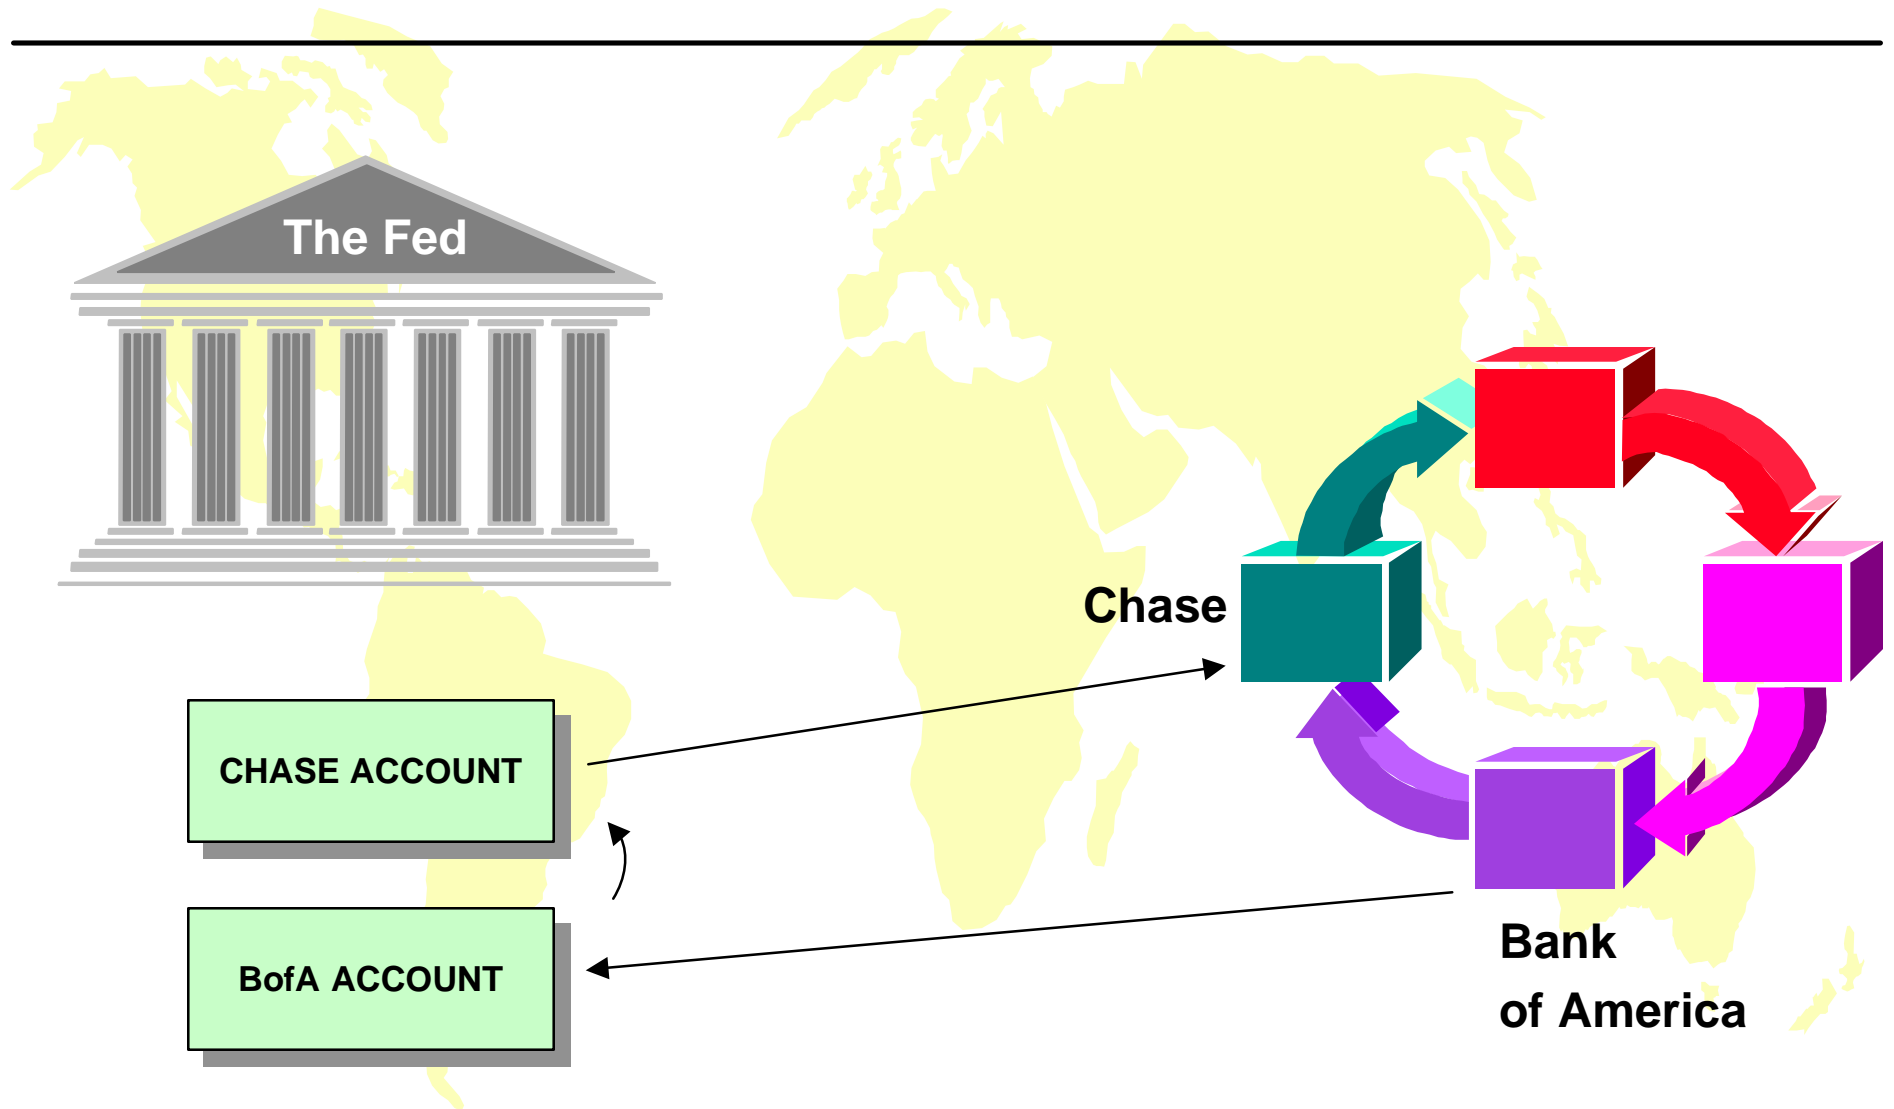 The Fed
Chase
CHASE ACCOUNT
BofA ACCOUNT
Bank
of America